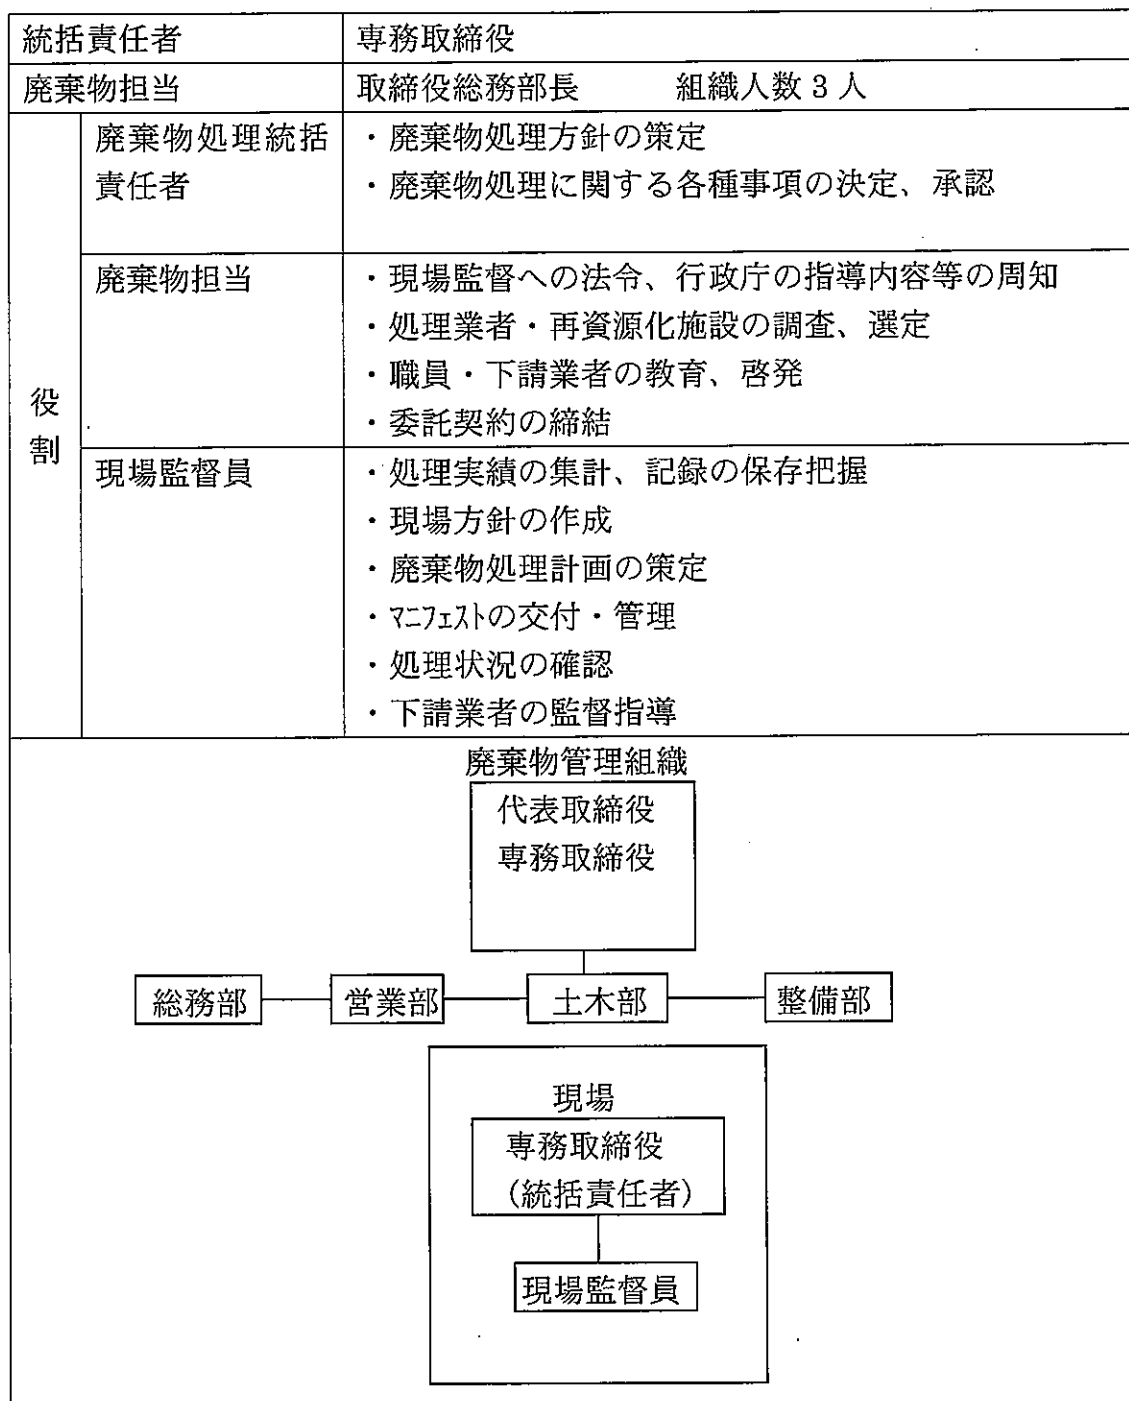 統括責任者 専務取締役
廃棄物担当 取締役総務部長 組織人数3人
役割
廃棄物処理統括
責任者
・廃棄物処理方針の策定
・廃棄物処理に関する各種事項の決定、承認
廃棄物担当
・現場監督への法令、行政庁の指導内容等の周知
・処理業者・再資源化施設の調査、選定
・職員・下請業者の教育、啓発
・委託契約の締結
現場監督員
・処理実績の集計、記録の保存把握
・現場方針の作成
・廃棄物処理計画の策定
・ﾏﾆﾌｪｽﾄの交付・管理
・処理状況の確認
・下請業者の監督指導
廃棄物管理組織
代表取締役
専務取締役
総務部 営業部 土木部 整備部
現場
専務取締役
(統括責任者)
現場監督員